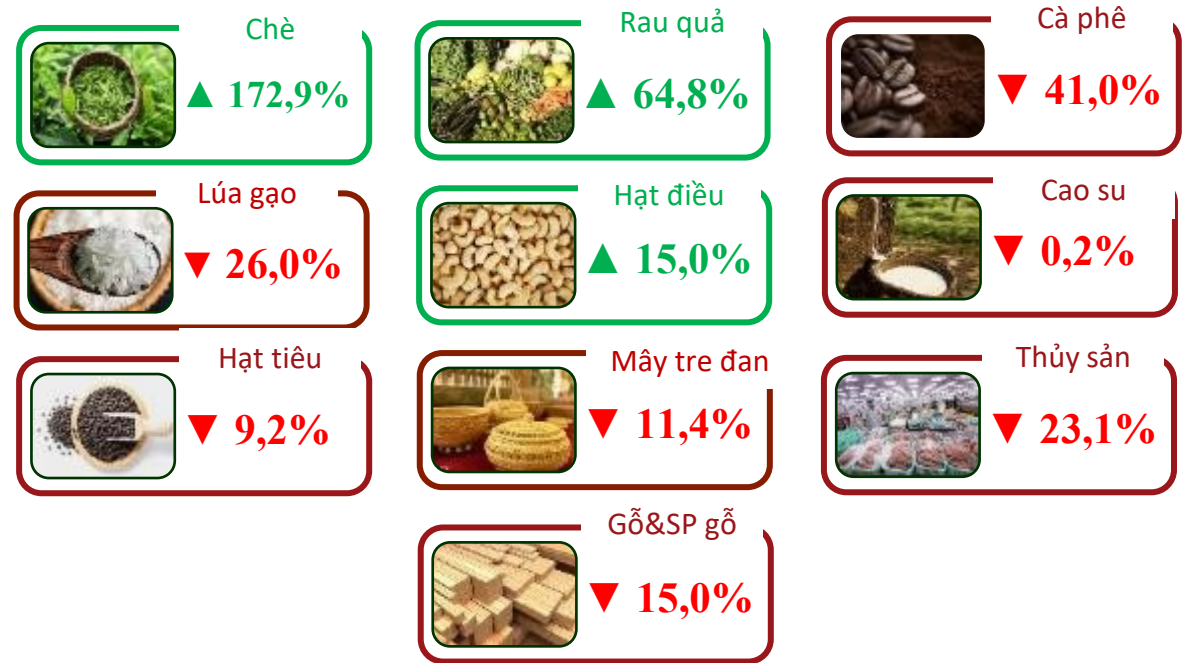 Chè
▲ 172,9%
Rau quả
▲ 64,8%
Cà phê
▼ 41,0%
Lúa gạo
▼ 26,0%
Hạt điều
▲ 15,0%
Cao su
▼ 0,2%
Hạt tiêu
▼ 9,2%
Mây tre đan
▼ 11,4%
Thủy sản
▼ 23,1%
Gỗ&SP gỗ
▼ 15,0%